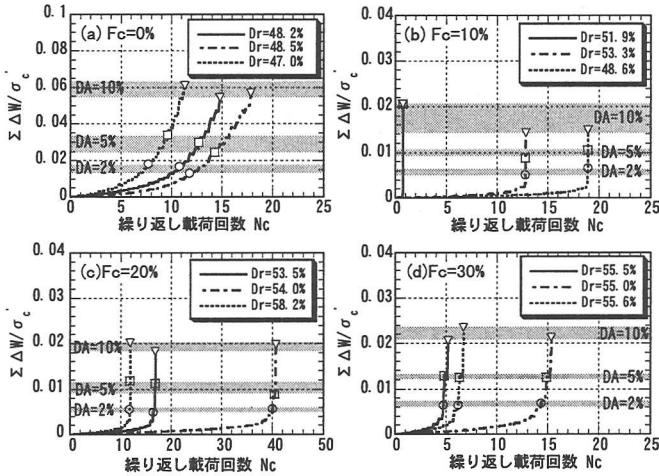 (a) Fc=0%
Dr=48.2%
Dr=48.5%
Dr=47.0%
ΣΔW/σc'
0.1
0.08
0.06
0.04
0.02
0
DA=10%
DA=5%
DA=2%
0 5 10 15 20 25
繰り返し載荷回数 Nc
(b) Fc=10%
Dr=51.9%
Dr=53.3%
Dr=48.6%
ΣΔW/σc'
0.04
0.03
0.02
0.01
0
DA=10%
DA=5%
DA=2%
0 5 10 15 20 25
繰り返し載荷回数 Nc
(c) Fc=20%
Dr=53.5%
Dr=54.0%
Dr=58.2%
ΣΔW/σc'
0.04
0.03
0.02
0.01
0
DA=10%
DA=5%
DA=2%
0 10 20 30 40 50
繰り返し載荷回数 Nc
(d) Fc=30%
Dr=55.5%
Dr=55.0%
Dr=55.6%
ΣΔW/σc'
0.04
0.03
0.02
0.01
0
DA=10%
DA=5%
DA=2%
0 5 10 15 20 25
繰り返し載荷回数 Nc